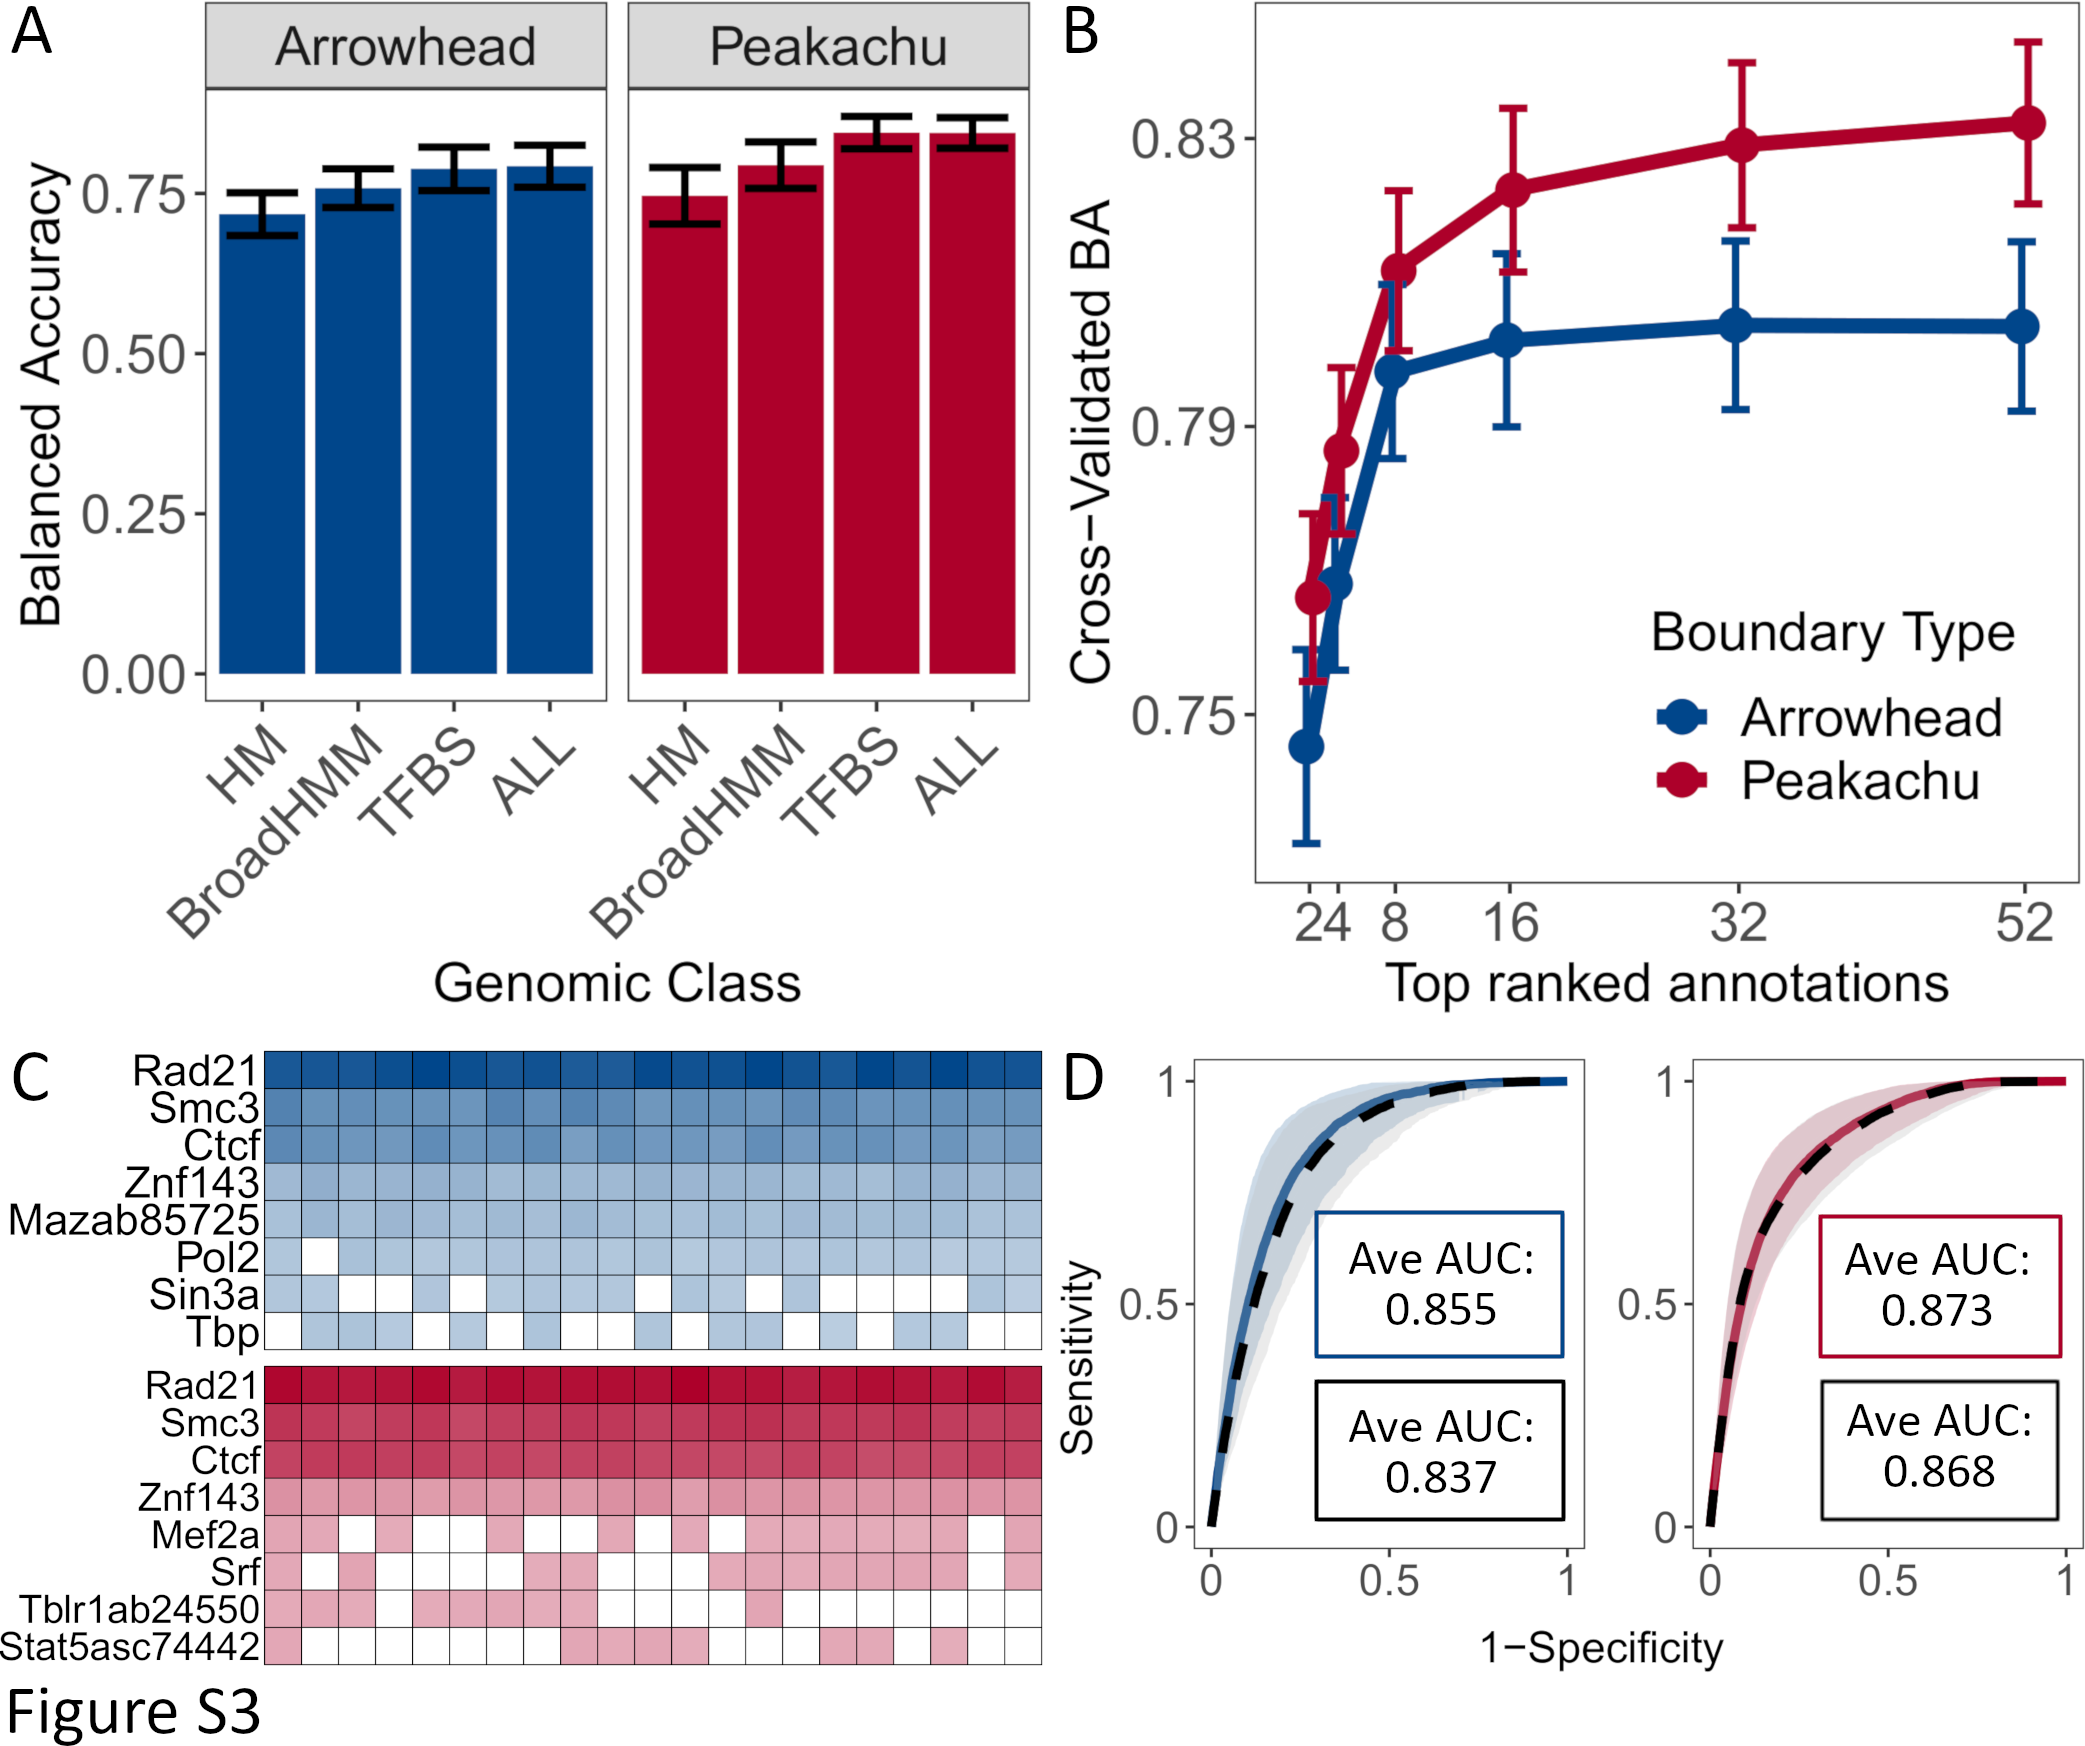 A
Arrowhead
Peakachu
Balanced Accuracy
0.75
0.50
0.25
0.00
HM
BroadHMM
TFBS
ALL
HM
BroadHMM
TFBS
ALL
Genomic Class
B
Cross−Validated BA
0.83
0.79
0.75
Boundary Type
Arrowhead
Peakachu
2 4 8 16 32 52
Top ranked annotations
C
Rad21
Smc3
Ctcf
Znf143
Mazab85725
Pol2
Sin3a
Tbp
Rad21
Smc3
Ctcf
Znf143
Mef2a
Srf
Tblr1ab24550
Stat5asc74442
D
Sensitivity
1
0.5
0
Ave AUC:
0.855
Ave AUC:
0.837
0 0.5 1
1
0.5
0
Ave AUC:
0.873
Ave AUC:
0.868
0 0.5 1
1−Specificity
Figure S3